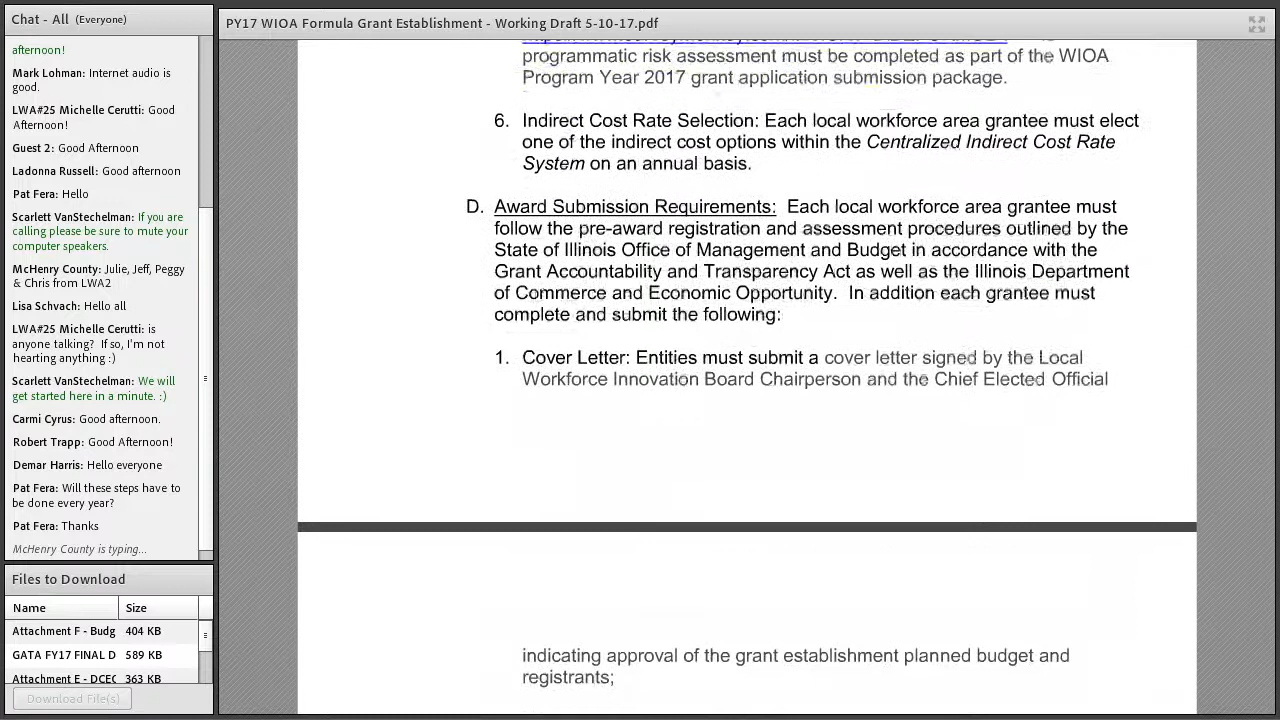 Chat - All (Everyone)
afternoon!
Mark Lohman: Internet audio is
good.
LWA#25 Michelle Cerutti: Good
Afternoon!
Guest 2: Good Afternoon
Ladonna Russell: Good afternoon
Pat Fera: Hello
Scarlett VanStechelman: If you are
calling please be sure to mute your
computer speakers.
McHenry County: Julie, Jeff, Peggy
& Chris from LWA2
Lisa Schvach: Hello all
LWA#25 Michelle Cerutti: is
anyone talking? If so, I'm not
hearting anything :)
Scarlett VanStechelman: We will
get started here in a minute. :)
Carmi Cyrus: Good afternoon.
Robert Trapp: Good Afternoon!
Demar Harris: Hello everyone
Pat Fera: Will these steps have to
be done every year?
Pat Fera: Thanks
McHenry County is typing...
Files to Download
Name Size
Attachment F - Budg 404 KB
GATA FY17 FINAL D 589 KB
Attachment E - DCEC 363 KB
Download File(s)
PY17 WIOA Formula Grant Establishment - Working Draft 5-10-17.pdf
programmatic risk assessment must be completed as part of the WIOA
Program Year 2017 grant application submission package.
6. Indirect Cost Rate Selection: Each local workforce area grantee must elect
one of the indirect cost options within the Centralized Indirect Cost Rate
System on an annual basis.
D. Award Submission Requirements: Each local workforce area grantee must
follow the pre-award registration and assessment procedures outlined by the
State of Illinois Office of Management and Budget in accordance with the
Grant Accountability and Transparency Act as well as the Illinois Department
of Commerce and Economic Opportunity. In addition each grantee must
complete and submit the following:
1. Cover Letter: Entities must submit a cover letter signed by the Local
Workforce Innovation Board Chairperson and the Chief Elected Official
indicating approval of the grant establishment planned budget and
registrants;